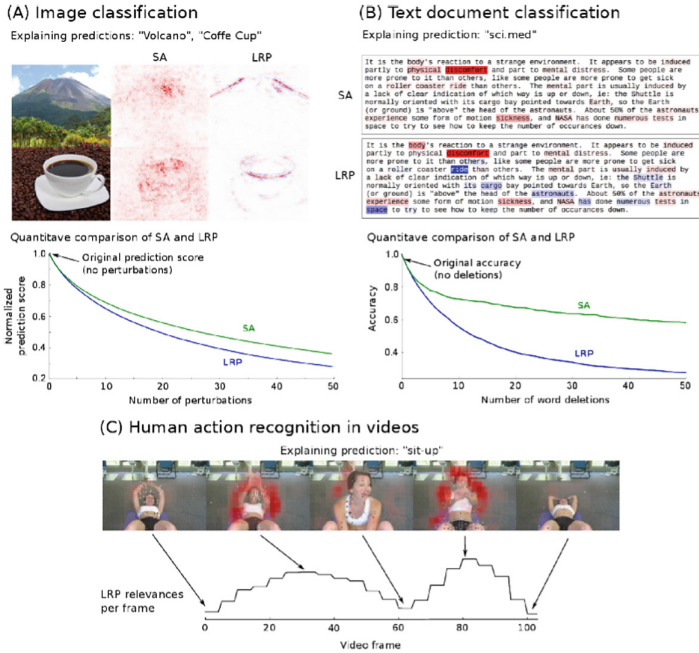 (A) Image classification
Explaining predictions: "Volcano", "Coffe Cup"
SA LRP
Quantitave comparison of SA and LRP
Original prediction score
(no perturbations)
Normalized
prediction score
1.0
0.8
0.6
0.4
0.2
SA
LRP
0 10 20 30 40 50
Number of perturbations
(B) Text document classification
Explaining prediction: "sci.med"
SA
It is the body's reaction to a strange environment. It appears to be induced
partly to physical discomfort and part to mental distress. Some people are
more prone to it than others, like some people are more prone to get sick
on a roller coaster ride than others. The mental part is usually induced by
a lack of clear indication of which way is up or down, ie: the Shuttle is
normally oriented with its cargo bay pointed towards Earth, so the Earth
(or ground) is "above" the head of the astronauts. About 50% of the astronauts
experience some form of motion sickness, and NASA has done numerous tests in
space to try to see how to keep the number of occurances down.
LRP
It is the body's reaction to a strange environment. It appears to be induced
partly to physical discomfort and part to mental distress. Some people are
more prone to it than others, like some people are more prone to get sick
on a roller coaster ride than others. The mental part is usually induced by
a lack of clear indication of which way is up or down, ie: the Shuttle is
normally oriented with its cargo bay pointed towards Earth, so the Earth
(or ground) is "above" the head of the astronauts. About 50% of the astronauts
experience some form of motion sickness, and NASA has done numerous tests in
space to try to see how to keep the number of occurances down.
Quantitave comparison of SA and LRP
Original accuracy
(no deletions)
Accuracy
1.0
0.8
0.6
0.4
SA
LRP
0 10 20 30 40 50
Number of word deletions
(C) Human action recognition in videos
Explaining prediction: "sit-up"
LRP relevances
per frame
0 20 40 60 80 100
Video frame